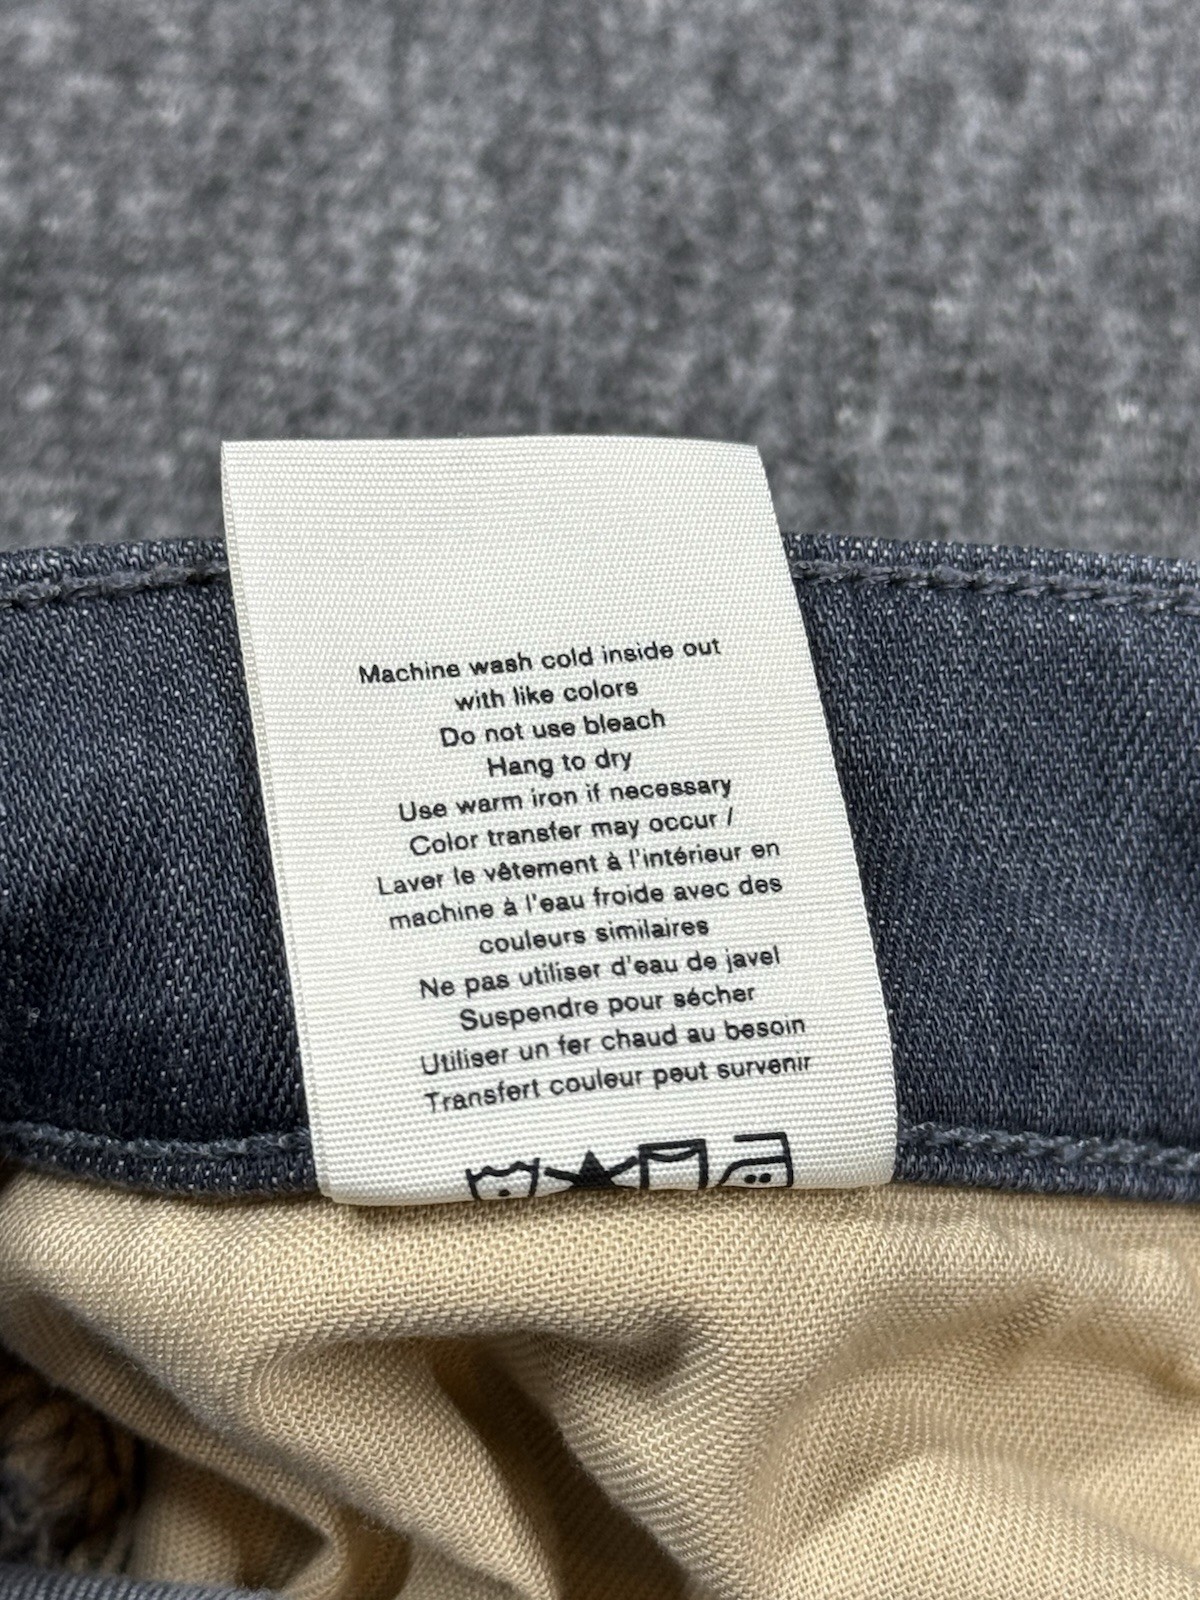 Machine wash cold inside out
with like colors
Do not use bleach
Hang to dry
Use warm iron if necessary
Color transfer may occur /
Laver le vêtement à l'intérieur en
machine à l'eau froide avec des
couleurs similaires
Ne pas utiliser d'eau de javel
Suspendre pour sécher
Utiliser un fer chaud au besoin
Transfert couleur peut survenir